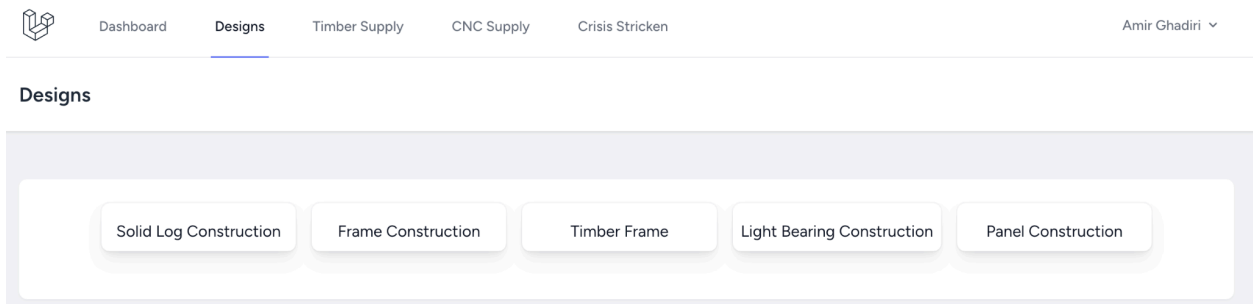 Dashboard Designs Timber Supply CNC Supply Crisis Stricken Amir Ghadiri
Designs
Solid Log Construction Frame Construction Timber Frame Light Bearing Construction Panel Construction